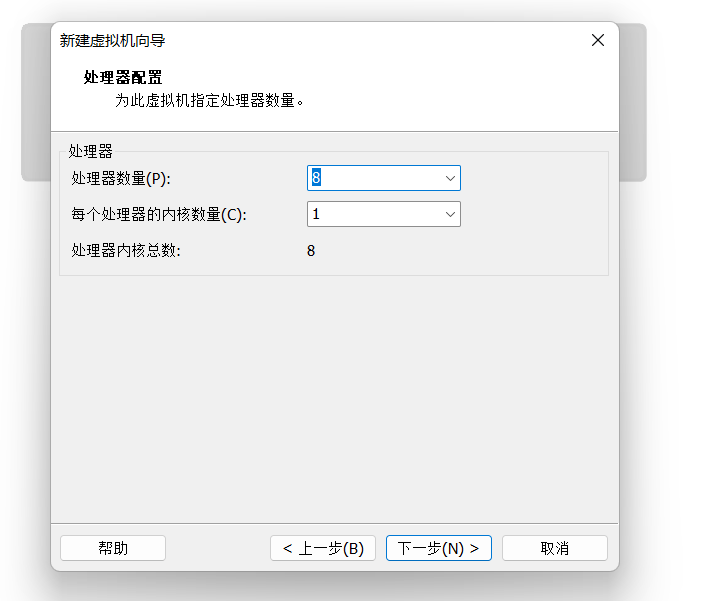 新建虚拟机向导
处理器配置
为此虚拟机指定处理器数量。
处理器
处理器数量(P): 8
每个处理器的内核数量(C): 1
处理器内核总数: 8
帮助 < 上一步(B) 下一步(N) > 取消